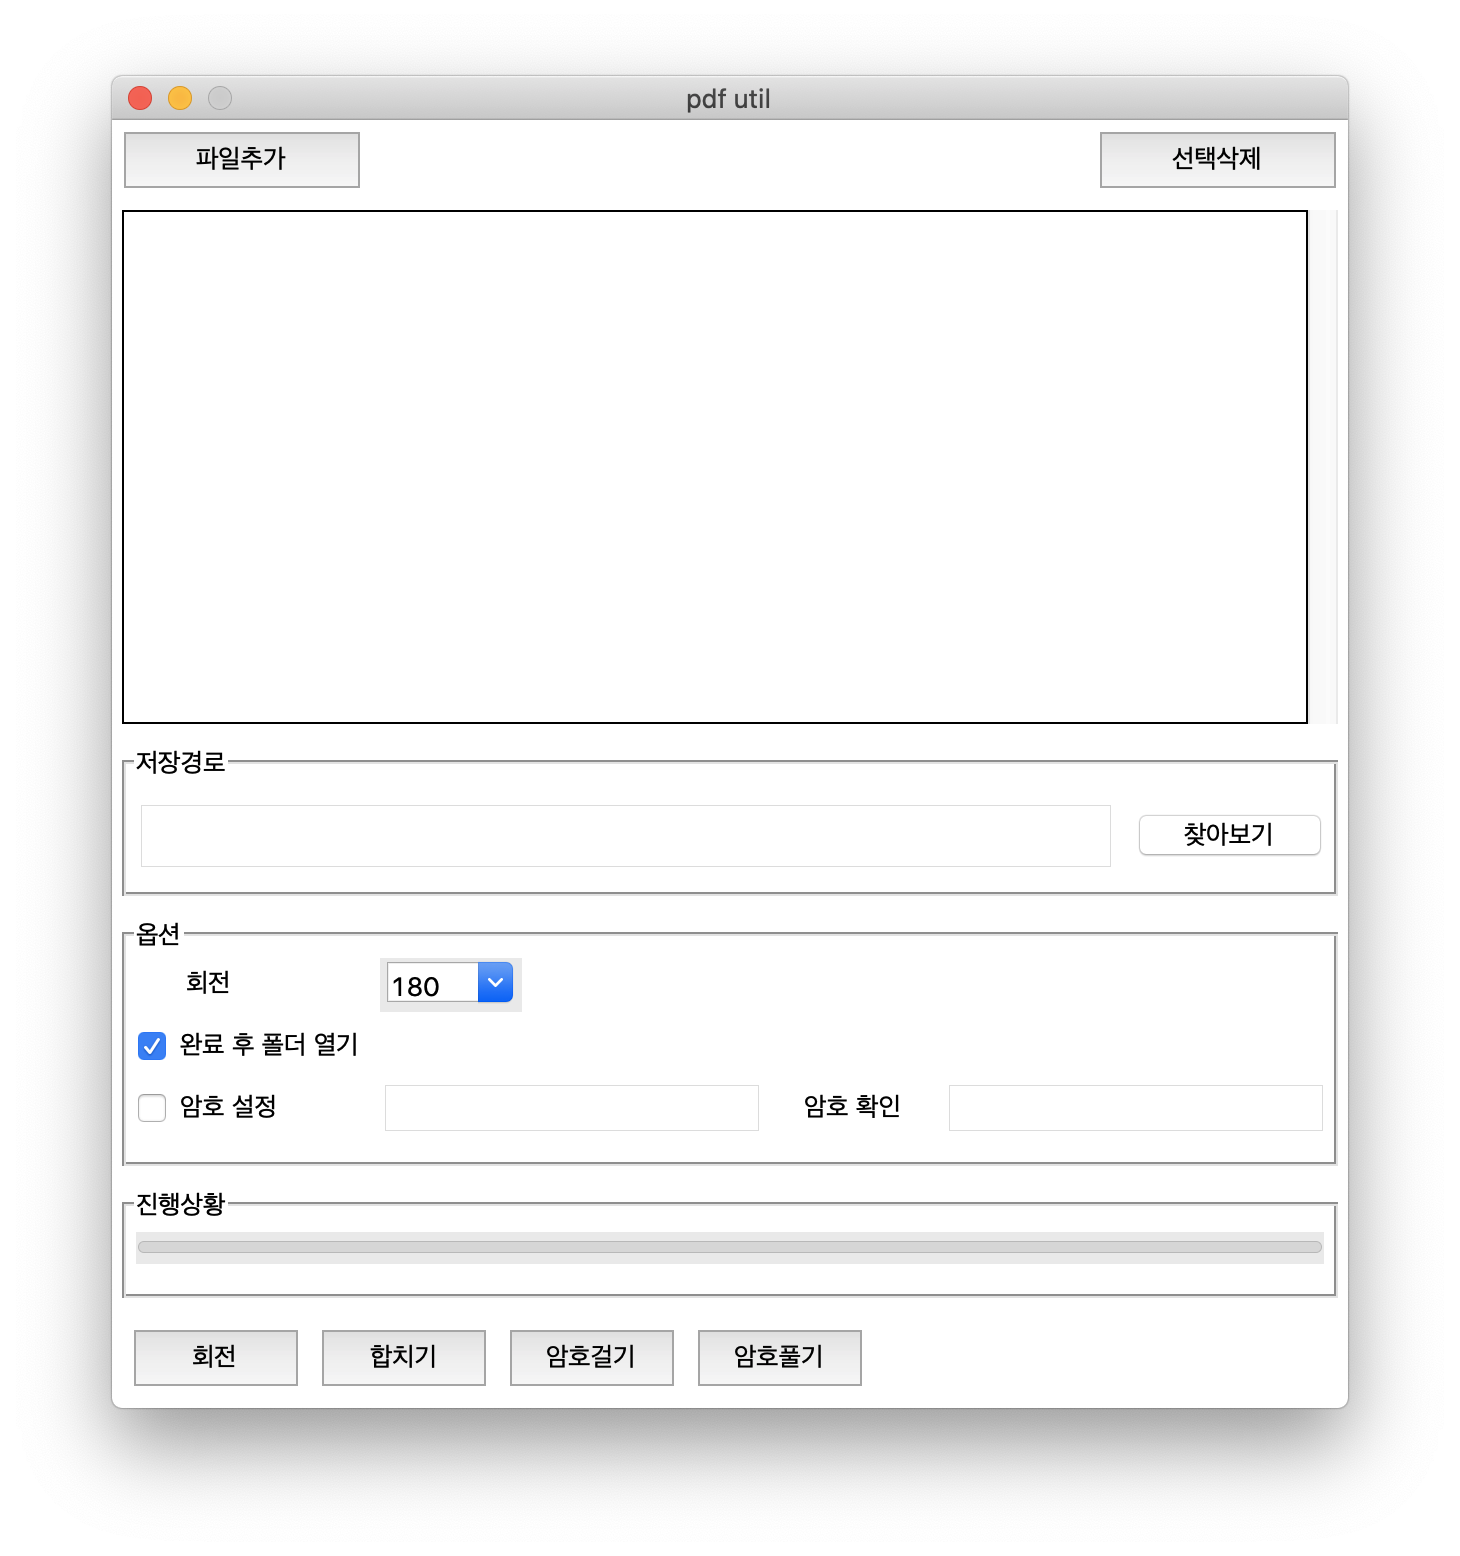 pdf util
파일추가
선택삭제
저장경로
찾아보기
옵션
회전
180
완료 후 폴더 열기
암호 설정
암호 확인
진행상황
회전
합치기
암호걸기
암호풀기